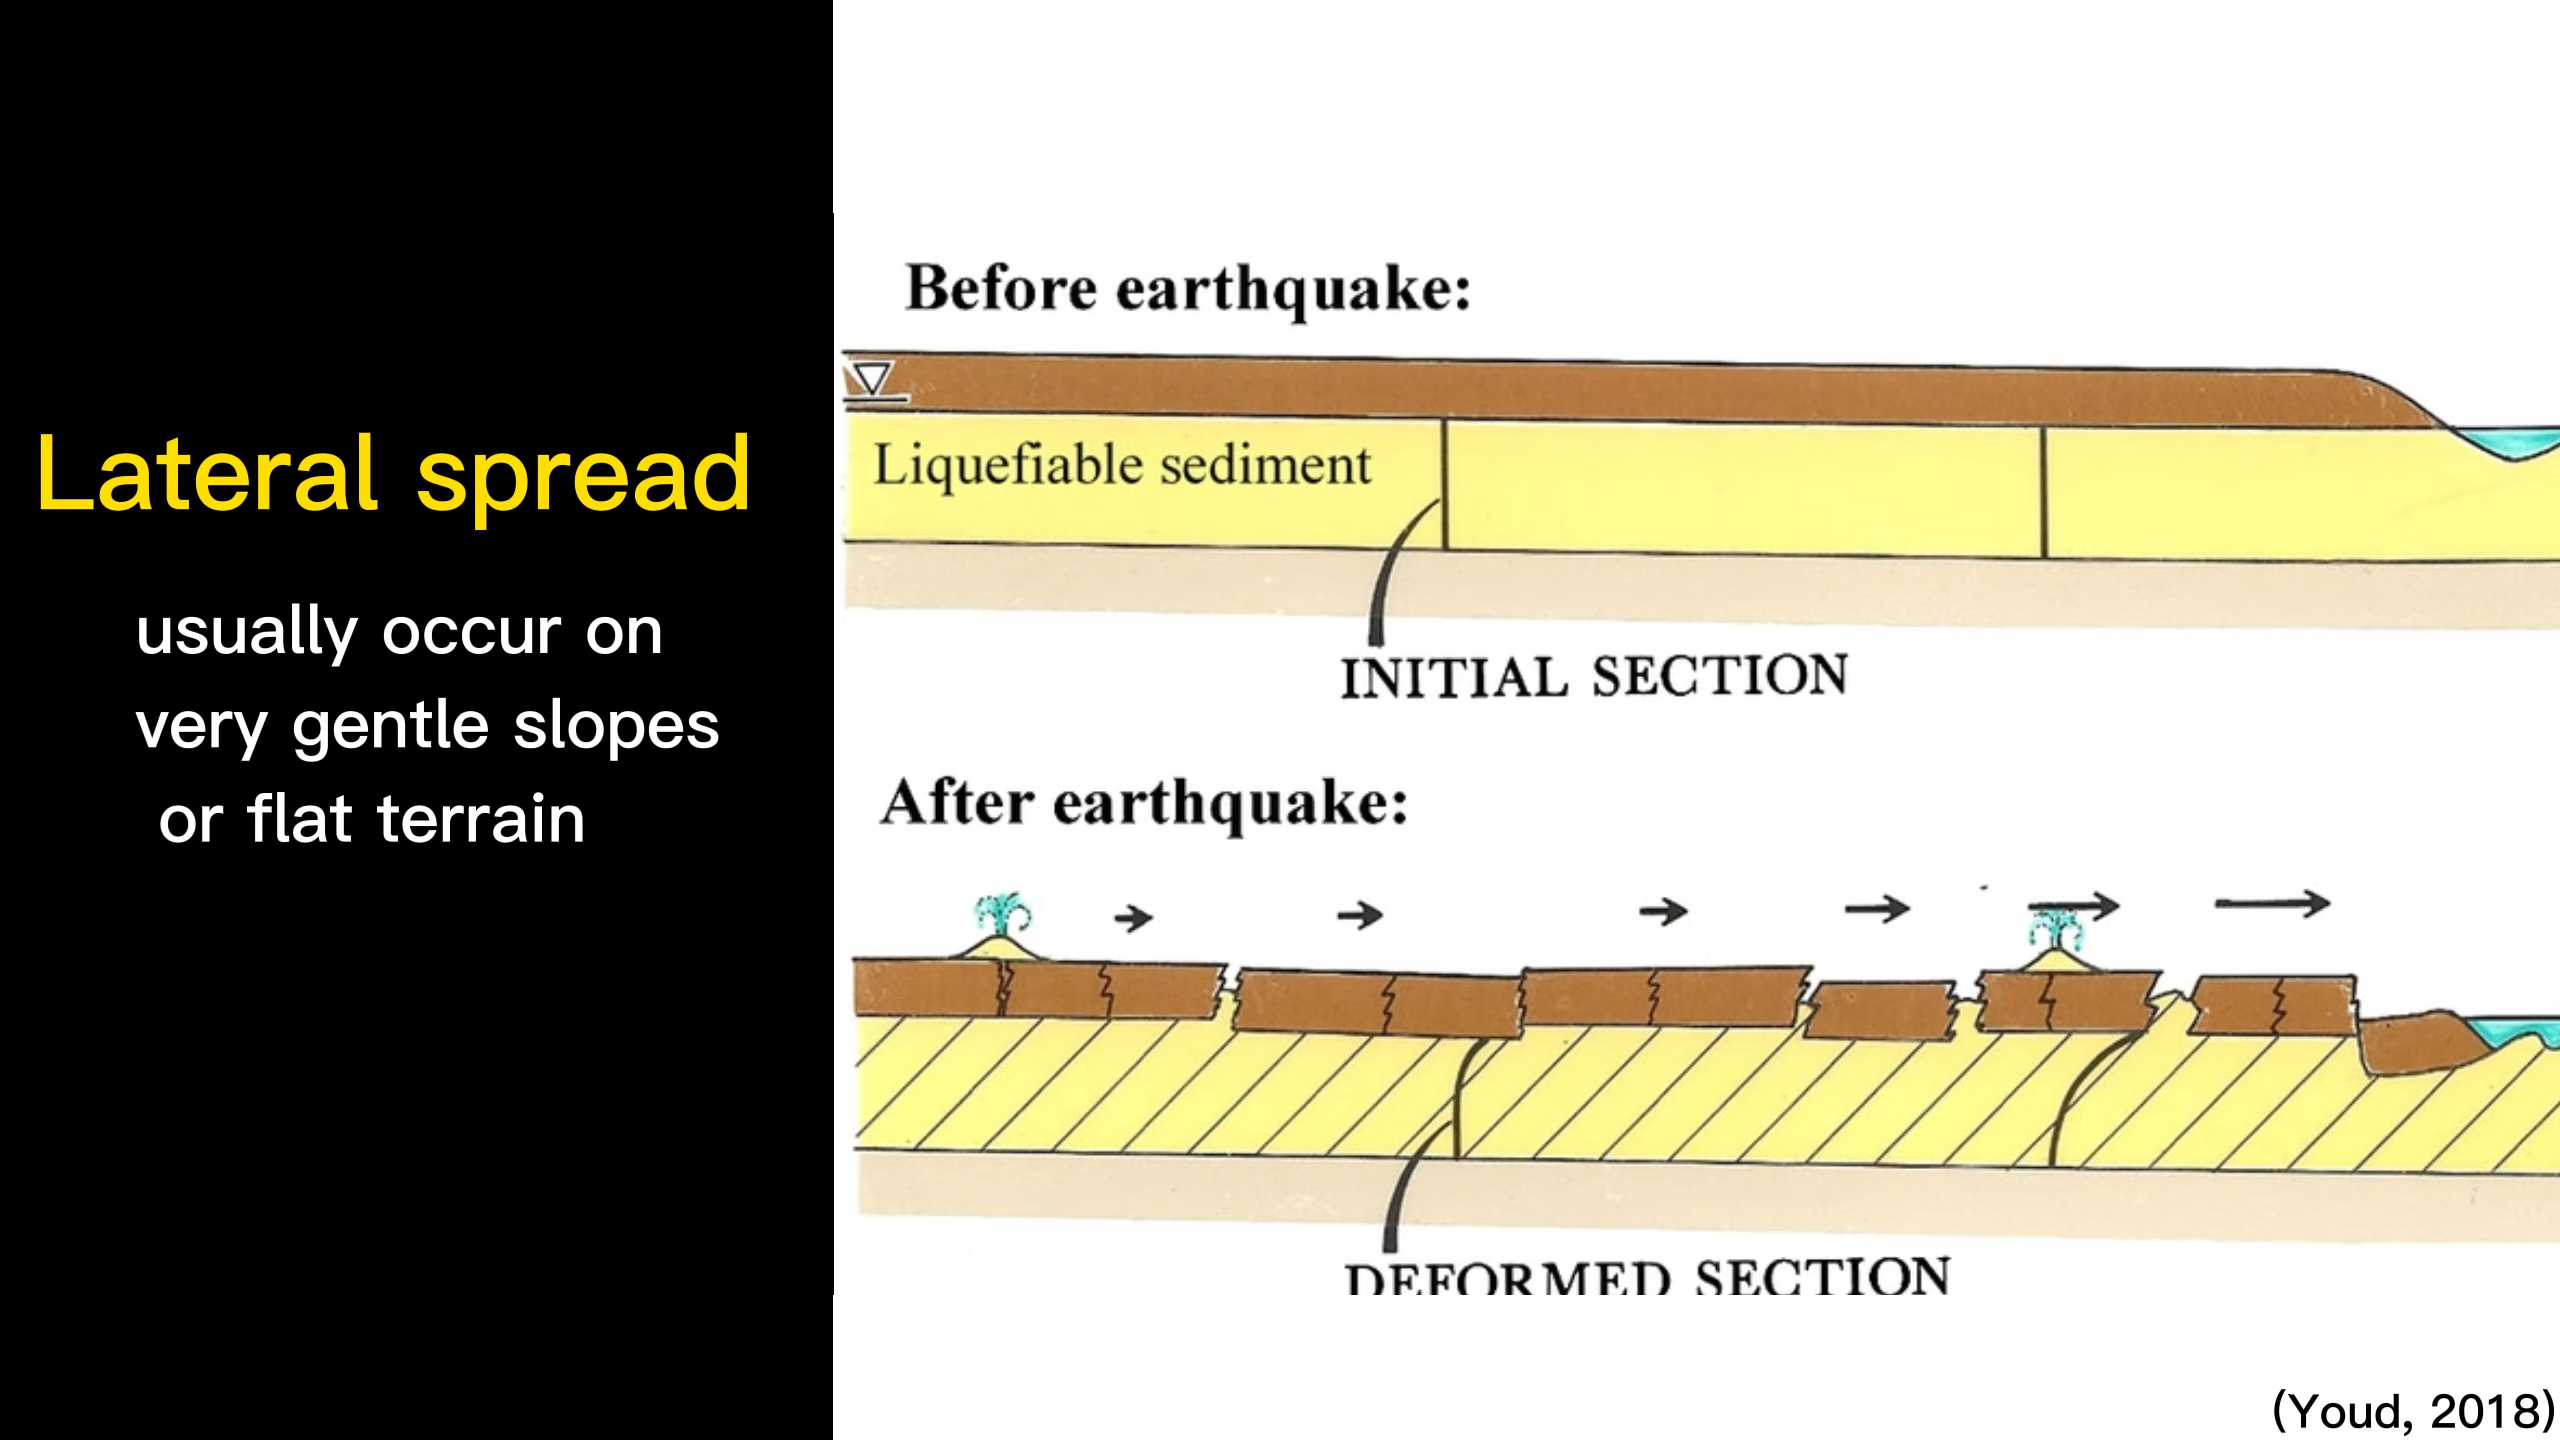 Lateral spread
usually occur on
very gentle slopes
or flat terrain
Before earthquake:
Liquefiable sediment
INITIAL SECTION
After earthquake:
DEFORMED SECTION
(Youd, 2018)